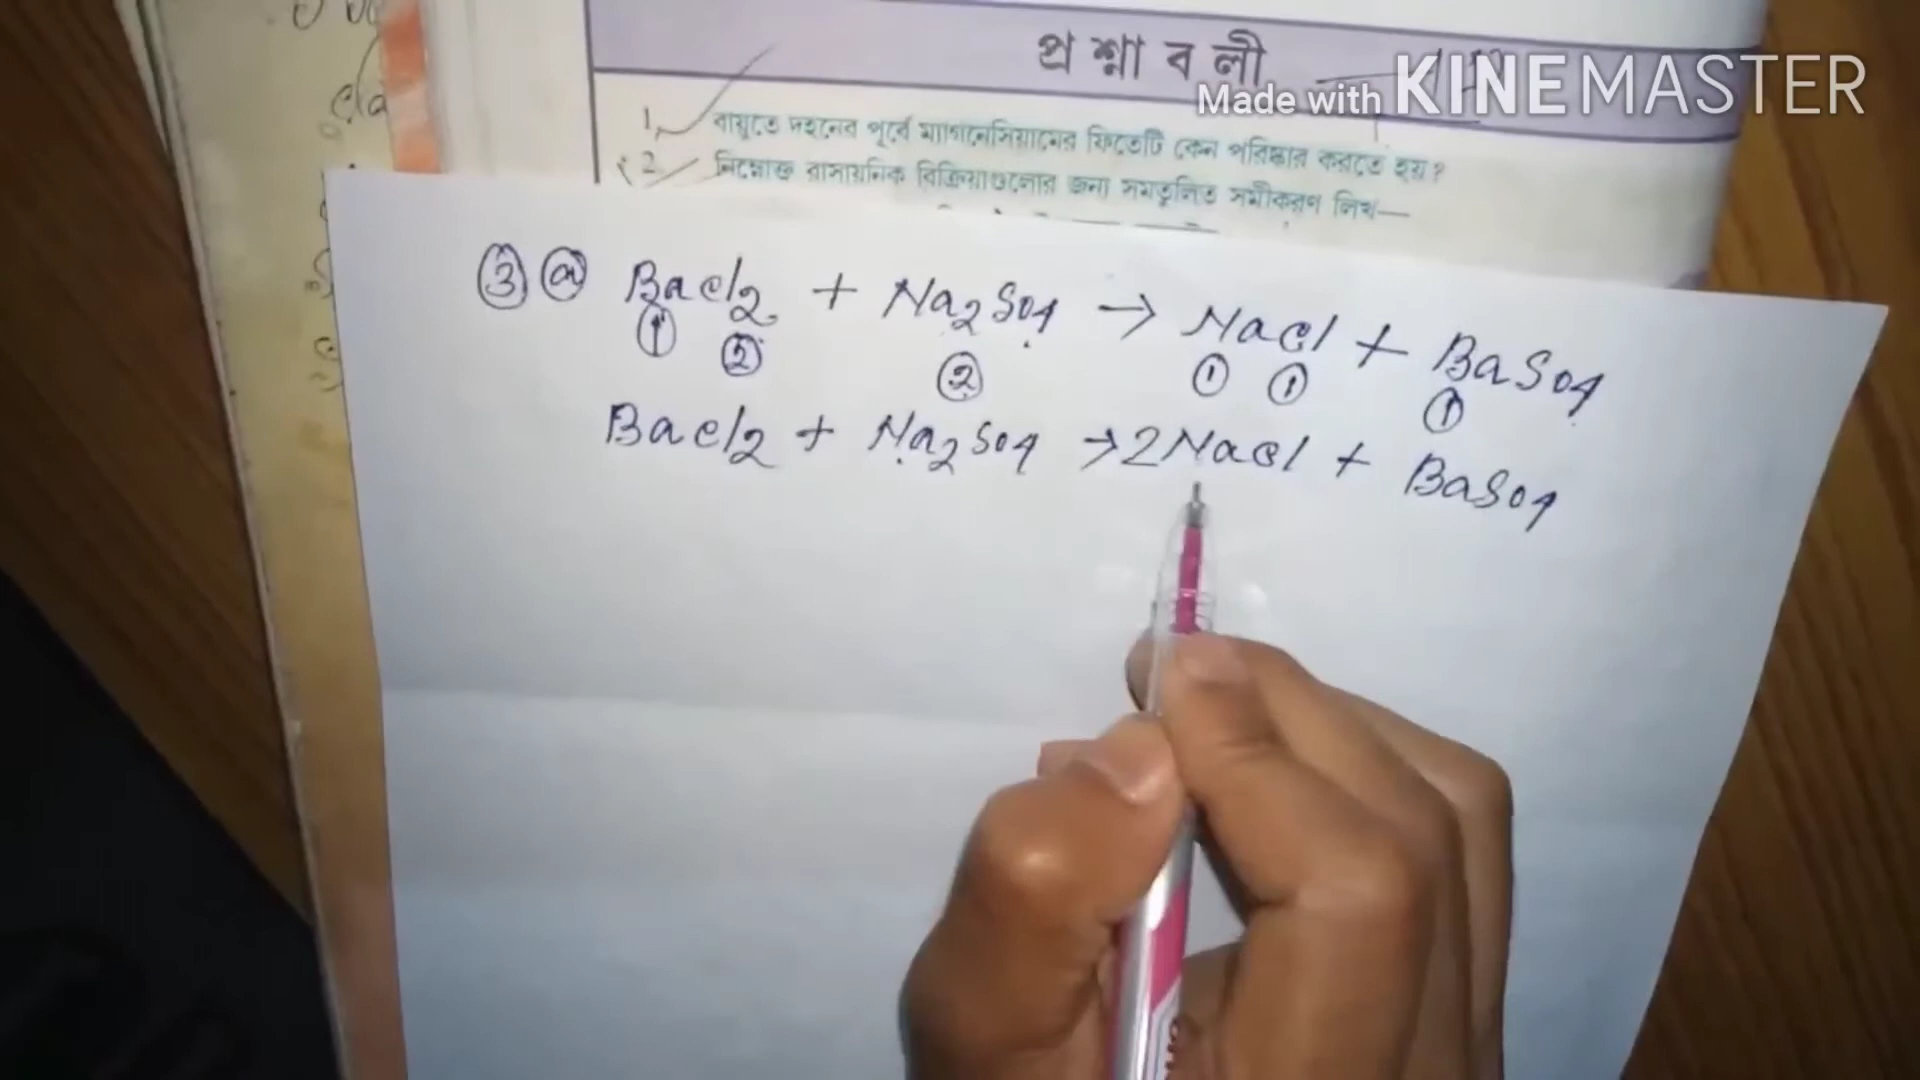 প্রশ্নাবলী
Made with KINEMASTER
1. বায়ুতে দহনের পূর্বে ম্যাগনেসিয়ামের ফিতেটি কেন পরিষ্কার করতে হয়?
2. নিম্নোক্ত রাসায়নিক বিক্রিয়াগুলোর জন্য সমতুলিত সমীকরণ লিখ—
3 a BaCl2 + Na2SO4 → NaCl + BaSO4
1 2 2 1 1 1
BaCl2 + Na2SO4 → 2NaCl + BaSO4